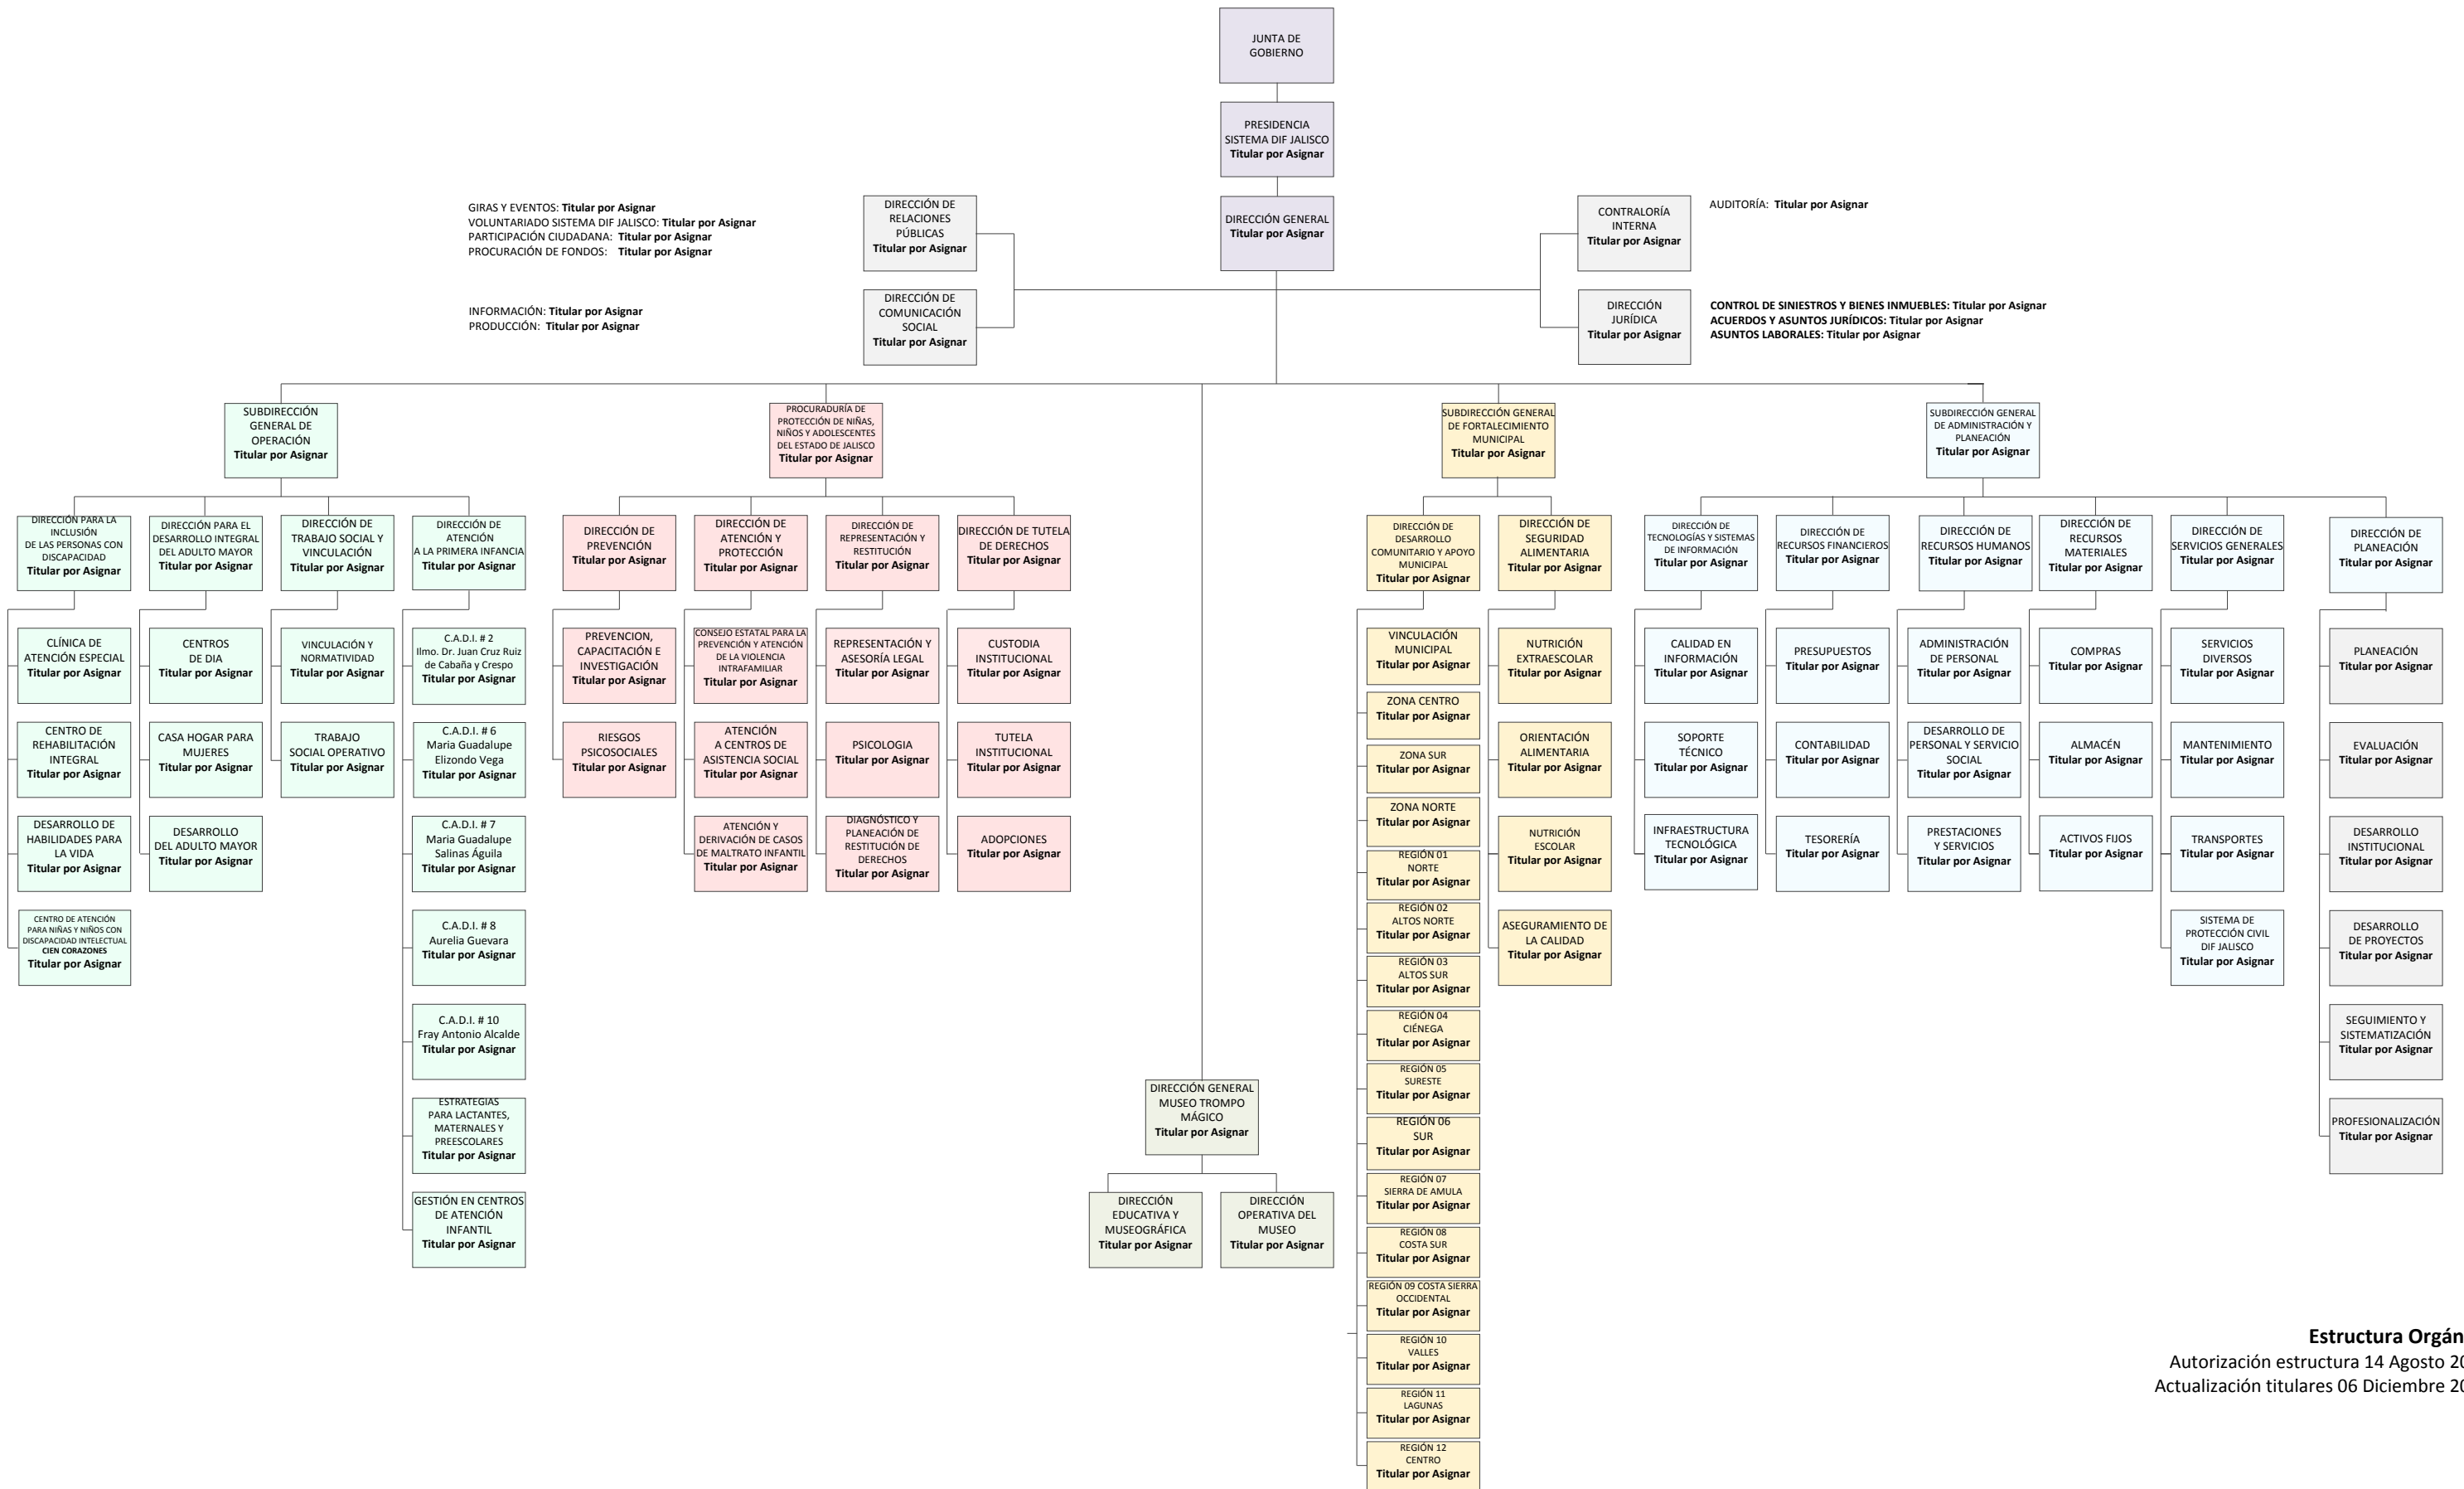 JUNTA DE
GOBIERNO
PRESIDENCIA
SISTEMA DIF JALISCO
Titular por Asignar
GIRAS Y EVENTOS: Titular por Asignar
VOLUNTARIADO SISTEMA DIF JALISCO: Titular por Asignar
PARTICIPACIÓN CIUDADANA: Titular por Asignar
PROCURACIÓN DE FONDOS: Titular por Asignar
DIRECCIÓN DE
RELACIONES
PÚBLICAS
Titular por Asignar
DIRECCIÓN GENERAL
Titular por Asignar
CONTRALORÍA
INTERNA
Titular por Asignar
AUDITORÍA: Titular por Asignar
INFORMACIÓN: Titular por Asignar
PRODUCCIÓN: Titular por Asignar
DIRECCIÓN DE
COMUNICACIÓN
SOCIAL
Titular por Asignar
DIRECCIÓN
JURÍDICA
Titular por Asignar
CONTROL DE SINIESTROS Y BIENES INMUEBLES: Titular por Asignar
ACUERDOS Y ASUNTOS JURÍDICOS: Titular por Asignar
ASUNTOS LABORALES: Titular por Asignar
SUBDIRECCIÓN
GENERAL DE
OPERACIÓN
Titular por Asignar
PROCURADURÍA DE
PROTECCIÓN DE NIÑAS,
NIÑOS Y ADOLESCENTES
DEL ESTADO DE JALISCO
Titular por Asignar
SUBDIRECCIÓN GENERAL
DE FORTALECIMIENTO
MUNICIPAL
Titular por Asignar
SUBDIRECCIÓN GENERAL
DE ADMINISTRACIÓN Y
PLANEACIÓN
Titular por Asignar
DIRECCIÓN PARA LA
INCLUSIÓN
DE LAS PERSONAS CON
DISCAPACIDAD
Titular por Asignar
DIRECCIÓN PARA EL
DESARROLLO INTEGRAL
DEL ADULTO MAYOR
Titular por Asignar
DIRECCIÓN DE
TRABAJO SOCIAL Y
VINCULACIÓN
Titular por Asignar
DIRECCIÓN DE
ATENCIÓN
A LA PRIMERA INFANCIA
Titular por Asignar
DIRECCIÓN DE
PREVENCIÓN
Titular por Asignar
DIRECCIÓN DE
ATENCIÓN Y
PROTECCIÓN
Titular por Asignar
DIRECCIÓN DE
REPRESENTACIÓN Y
RESTITUCIÓN
Titular por Asignar
DIRECCIÓN DE TUTELA
DE DERECHOS
Titular por Asignar
DIRECCIÓN DE
DESARROLLO
COMUNITARIO Y APOYO
MUNICIPAL
Titular por Asignar
DIRECCIÓN DE
SEGURIDAD
ALIMENTARIA
Titular por Asignar
DIRECCIÓN DE
TECNOLOGÍAS Y SISTEMAS
DE INFORMACIÓN
Titular por Asignar
DIRECCIÓN DE
RECURSOS FINANCIEROS
Titular por Asignar
DIRECCIÓN DE
RECURSOS HUMANOS
Titular por Asignar
DIRECCIÓN DE
RECURSOS
MATERIALES
Titular por Asignar
DIRECCIÓN DE
SERVICIOS GENERALES
Titular por Asignar
DIRECCIÓN DE
PLANEACIÓN
Titular por Asignar
CLÍNICA DE
ATENCIÓN ESPECIAL
Titular por Asignar
CENTRO DE
REHABILITACIÓN
INTEGRAL
Titular por Asignar
DESARROLLO DE
HABILIDADES PARA
LA VIDA
Titular por Asignar
CENTRO DE ATENCIÓN
PARA NIÑAS Y NIÑOS CON
DISCAPACIDAD INTELECTUAL
CIEN CORAZONES
Titular por Asignar
CENTROS
DE DIA
Titular por Asignar
CASA HOGAR PARA
MUJERES
Titular por Asignar
DESARROLLO
DEL ADULTO MAYOR
Titular por Asignar
VINCULACIÓN Y
NORMATIVIDAD
Titular por Asignar
TRABAJO
SOCIAL OPERATIVO
Titular por Asignar
C.A.D.I. # 2
Ilmo. Dr. Juan Cruz Ruiz
de Cabaña y Crespo
Titular por Asignar
C.A.D.I. # 6
Maria Guadalupe
Elizondo Vega
Titular por Asignar
C.A.D.I. # 7
Maria Guadalupe
Salinas Águila
Titular por Asignar
C.A.D.I. # 8
Aurelia Guevara
Titular por Asignar
C.A.D.I. # 10
Fray Antonio Alcalde
Titular por Asignar
ESTRATEGIAS
PARA LACTANTES,
MATERNALES Y
PREESCOLARES
Titular por Asignar
GESTIÓN EN CENTROS
DE ATENCIÓN
INFANTIL
Titular por Asignar
PREVENCION,
CAPACITACIÓN E
INVESTIGACIÓN
Titular por Asignar
RIESGOS
PSICOSOCIALES
Titular por Asignar
CONSEJO ESTATAL PARA LA
PREVENCIÓN Y ATENCIÓN
DE LA VIOLENCIA
INTRAFAMILIAR
Titular por Asignar
ATENCIÓN
A CENTROS DE
ASISTENCIA SOCIAL
Titular por Asignar
ATENCIÓN Y
DERIVACIÓN DE CASOS
DE MALTRATO INFANTIL
Titular por Asignar
REPRESENTACIÓN Y
ASESORÍA LEGAL
Titular por Asignar
PSICOLOGIA
Titular por Asignar
DIAGNÓSTICO Y
PLANEACIÓN DE
RESTITUCIÓN DE
DERECHOS
Titular por Asignar
CUSTODIA
INSTITUCIONAL
Titular por Asignar
TUTELA
INSTITUCIONAL
Titular por Asignar
ADOPCIONES
Titular por Asignar
DIRECCIÓN GENERAL
MUSEO TROMPO
MÁGICO
Titular por Asignar
DIRECCIÓN
EDUCATIVA Y
MUSEOGRÁFICA
Titular por Asignar
DIRECCIÓN
OPERATIVA DEL
MUSEO
Titular por Asignar
VINCULACIÓN
MUNICIPAL
Titular por Asignar
ZONA CENTRO
Titular por Asignar
ZONA SUR
Titular por Asignar
ZONA NORTE
Titular por Asignar
REGIÓN 01
NORTE
Titular por Asignar
REGIÓN 02
ALTOS NORTE
Titular por Asignar
REGIÓN 03
ALTOS SUR
Titular por Asignar
REGIÓN 04
CIÉNEGA
Titular por Asignar
REGIÓN 05
SURESTE
Titular por Asignar
REGIÓN 06
SUR
Titular por Asignar
REGIÓN 07
SIERRA DE AMULA
Titular por Asignar
REGIÓN 08
COSTA SUR
Titular por Asignar
REGIÓN 09 COSTA SIERRA
OCCIDENTAL
Titular por Asignar
REGIÓN 10
VALLES
Titular por Asignar
REGIÓN 11
LAGUNAS
Titular por Asignar
REGIÓN 12
CENTRO
Titular por Asignar
NUTRICIÓN
EXTRAESCOLAR
Titular por Asignar
ORIENTACIÓN
ALIMENTARIA
Titular por Asignar
NUTRICIÓN
ESCOLAR
Titular por Asignar
ASEGURAMIENTO DE
LA CALIDAD
Titular por Asignar
CALIDAD EN
INFORMACIÓN
Titular por Asignar
SOPORTE
TÉCNICO
Titular por Asignar
INFRAESTRUCTURA
TECNOLÓGICA
Titular por Asignar
PRESUPUESTOS
Titular por Asignar
CONTABILIDAD
Titular por Asignar
TESORERÍA
Titular por Asignar
ADMINISTRACIÓN
DE PERSONAL
Titular por Asignar
DESARROLLO DE
PERSONAL Y SERVICIO
SOCIAL
Titular por Asignar
PRESTACIONES
Y SERVICIOS
Titular por Asignar
COMPRAS
Titular por Asignar
ALMACÉN
Titular por Asignar
ACTIVOS FIJOS
Titular por Asignar
SERVICIOS
DIVERSOS
Titular por Asignar
MANTENIMIENTO
Titular por Asignar
TRANSPORTES
Titular por Asignar
SISTEMA DE
PROTECCIÓN CIVIL
DIF JALISCO
Titular por Asignar
PLANEACIÓN
Titular por Asignar
EVALUACIÓN
Titular por Asignar
DESARROLLO
INSTITUCIONAL
Titular por Asignar
DESARROLLO
DE PROYECTOS
Titular por Asignar
SEGUIMIENTO Y
SISTEMATIZACIÓN
Titular por Asignar
PROFESIONALIZACIÓN
Titular por Asignar
Estructura Orgán
Autorización estructura 14 Agosto 20
Actualización titulares 06 Diciembre 20